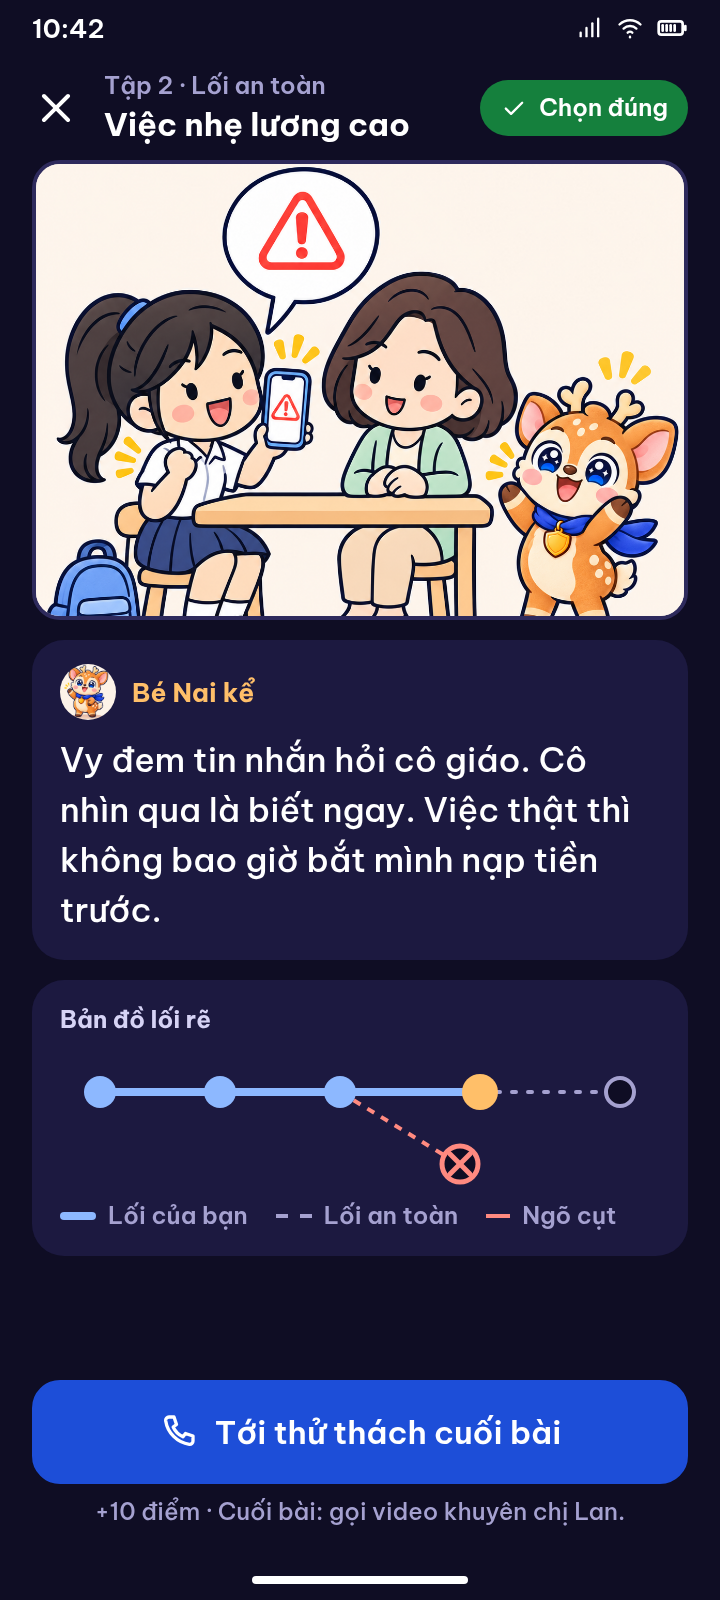 10:42
Tập 2 · Lối an toàn
Việc nhẹ lương cao
Chọn đúng
Bé Nai kể
Vy đem tin nhắn hỏi cô giáo. Cô
nhìn qua là biết ngay. Việc thật thì
không bao giờ bắt mình nạp tiền
trước.
Bản đồ lối rẽ
Lối của bạn
Lối an toàn
Ngõ cụt
Tới thử thách cuối bài
+10 điểm · Cuối bài: gọi video khuyên chị Lan.